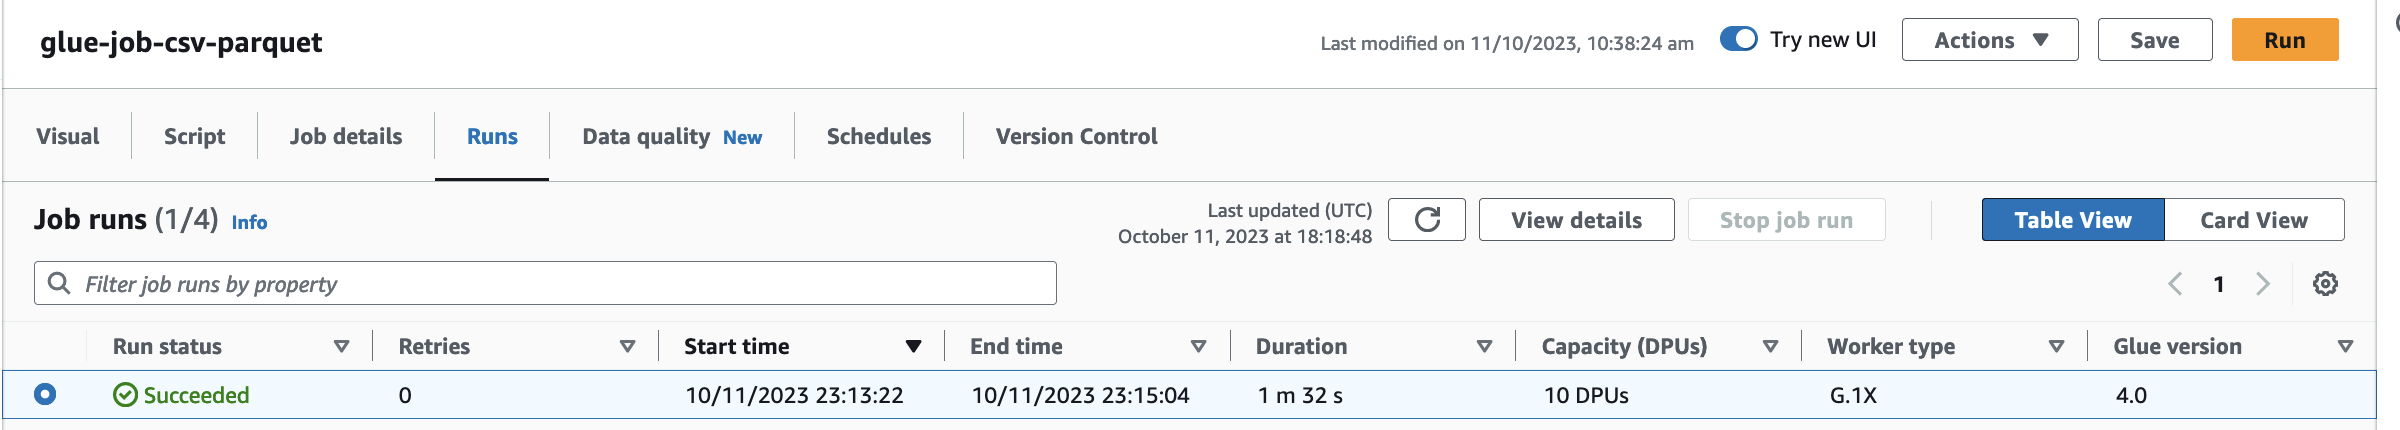 glue-job-csv-parquet
Last modified on 11/10/2023, 10:38:24 am
Try new UI
Actions
Save
Run
Visual
Script
Job details
Runs
Data quality New
Schedules
Version Control
Job runs (1/4) Info
Last updated (UTC)
October 11, 2023 at 18:18:48
View details
Stop job run
Table View
Card View
Filter job runs by property
1
Run status Retries Start time End time Duration Capacity (DPUs) Worker type Glue version
Succeeded 0 10/11/2023 23:13:22 10/11/2023 23:15:04 1 m 32 s 10 DPUs G.1X 4.0